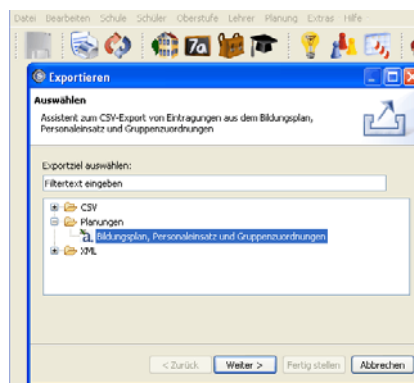 Datei Bearbeiten Schule Schüler Oberstufe Lehrer Planung Extras Hilfe
7a
Exportieren
Auswählen
Assistent zum CSV-Export von Eintragungen aus dem Bildungsplan,
Personaleinsatz und Gruppenzuordnungen
Exportziel auswählen:
Filtertext eingeben
CSV
Planungen
a,
Bildungsplan, Personaleinsatz und Gruppenzuordnungen
XML
< Zurück Weiter > Fertig stellen Abbrechen